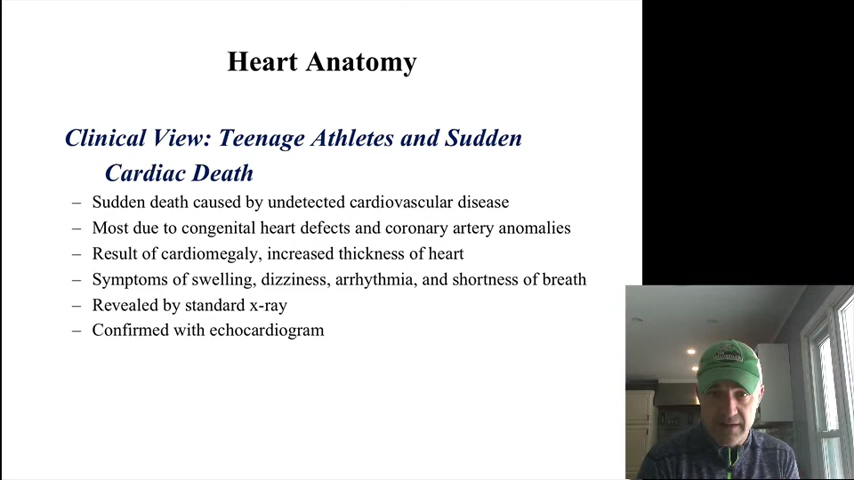 Heart Anatomy
Clinical View: Teenage Athletes and Sudden
Cardiac Death
– Sudden death caused by undetected cardiovascular disease
– Most due to congenital heart defects and coronary artery anomalies
– Result of cardiomegaly, increased thickness of heart
– Symptoms of swelling, dizziness, arrhythmia, and shortness of breath
– Revealed by standard x-ray
– Confirmed with echocardiogram